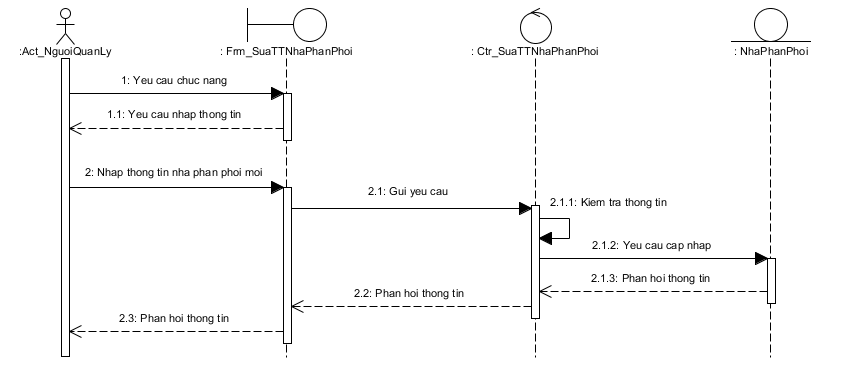 :Act_NguoiQuanLy
: Frm_SuaTTNhaPhanPhoi
: Ctr_SuaTTNhaPhanPhoi
: NhaPhanPhoi
1: Yeu cau chuc nang
1.1: Yeu cau nhap thong tin
2: Nhap thong tin nha phan phoi moi
2.1: Gui yeu cau
2.1.1: Kiem tra thong tin
2.1.2: Yeu cau cap nhap
2.1.3: Phan hoi thong tin
2.2: Phan hoi thong tin
2.3: Phan hoi thong tin